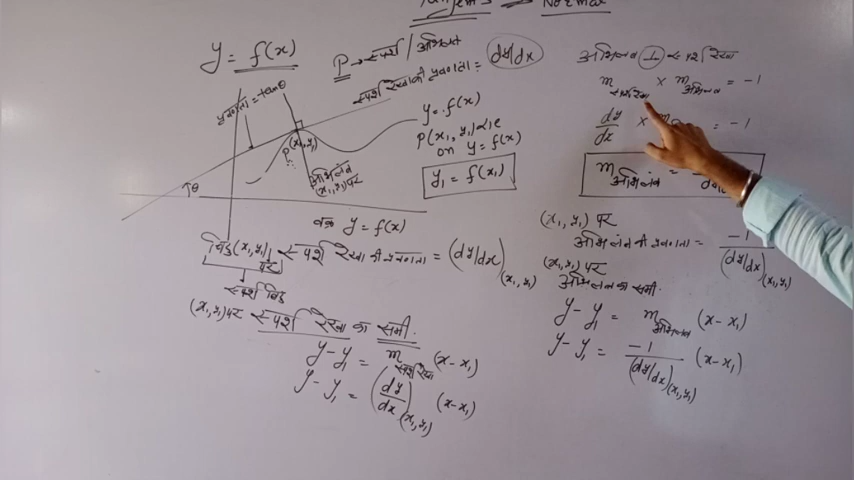 Normal
y = f(x)
P → स्पर्श / अभिलम्ब
स्पर्श रेखा की प्रवणता = dy/dx
प्रवणता = tanθ
y = f(x)
P(x₁, y₁)
P(x₁, y₁) lie
on y = f(x)
y₁ = f(x₁)
अभिलंब
(x₁, y₁) पर
θ
वक्र y = f(x)
बिंदु (x₁, y₁) पर स्पर्श रेखा की प्रवणता = (dy/dx)(x₁, y₁)
स्पर्श बिंदु
(x₁, y₁) पर स्पर्श रेखा का समी.
y - y₁ = m स्पर्श रेखा (x - x₁)
y - y₁ = (dy/dx)(x₁, y₁) (x - x₁)
अभिलम्ब ⊥ स्पर्श रेखा
m स्पर्श रेखा × m अभिलम्ब = -1
dy/dx × m = -1
m अभिलंब =
(x₁, y₁) पर
अभिलंब की प्रवणता = -1/(dy/dx)(x₁, y₁)
(x₁, y₁) पर
अभिलम्ब का समी.
y - y₁ = m अभिलम्ब (x - x₁)
y - y₁ = -1/(dy/dx)(x₁, y₁) (x - x₁)